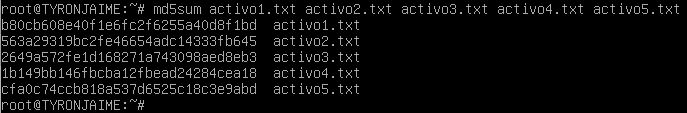 root@TYRONJAIME:~# md5sum activo1.txt activo2.txt activo3.txt activo4.txt activo5.txt
b80cb608e40f1e6fc2f6255a40d8f1bd  activo1.txt
563a29319bc2fe46654adc14333fb645  activo2.txt
2649a572fe1d168271a743098aed8eb3  activo3.txt
1b149bb146fbcba12fbead24284cea18  activo4.txt
cfa0c74ccb818a537d6525c18c3e9abd  activo5.txt
root@TYRONJAIME:~#